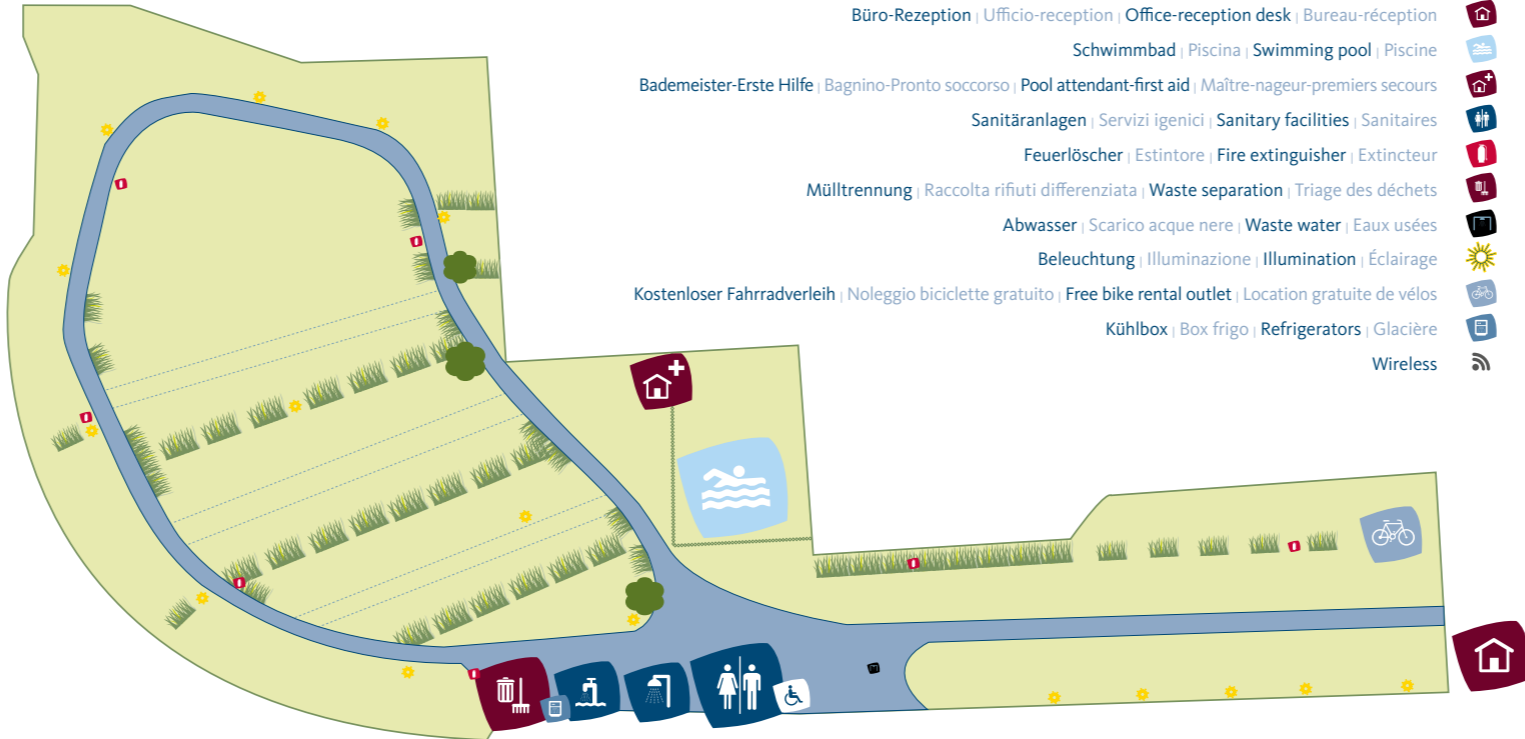 Büro-Rezeption | Ufficio-reception | Office-reception desk | Bureau-réception
Schwimmbad | Piscina | Swimming pool | Piscine
Bademeister-Erste Hilfe | Bagnino-Pronto soccorso | Pool attendant-first aid | Maître-nageur-premiers secours
Sanitäranlagen | Servizi igenici | Sanitary facilities | Sanitaires
Feuerlöscher | Estintore | Fire extinguisher | Extincteur
Mülltrennung | Raccolta rifiuti differenziata | Waste separation | Triage des déchets
Abwasser | Scarico acque nere | Waste water | Eaux usées
Beleuchtung | Illuminazione | Illumination | Éclairage
Kostenloser Fahrradverleih | Noleggio biciclette gratuito | Free bike rental outlet | Location gratuite de vélos
Kühlbox | Box frigo | Refrigerators | Glacière
Wireless